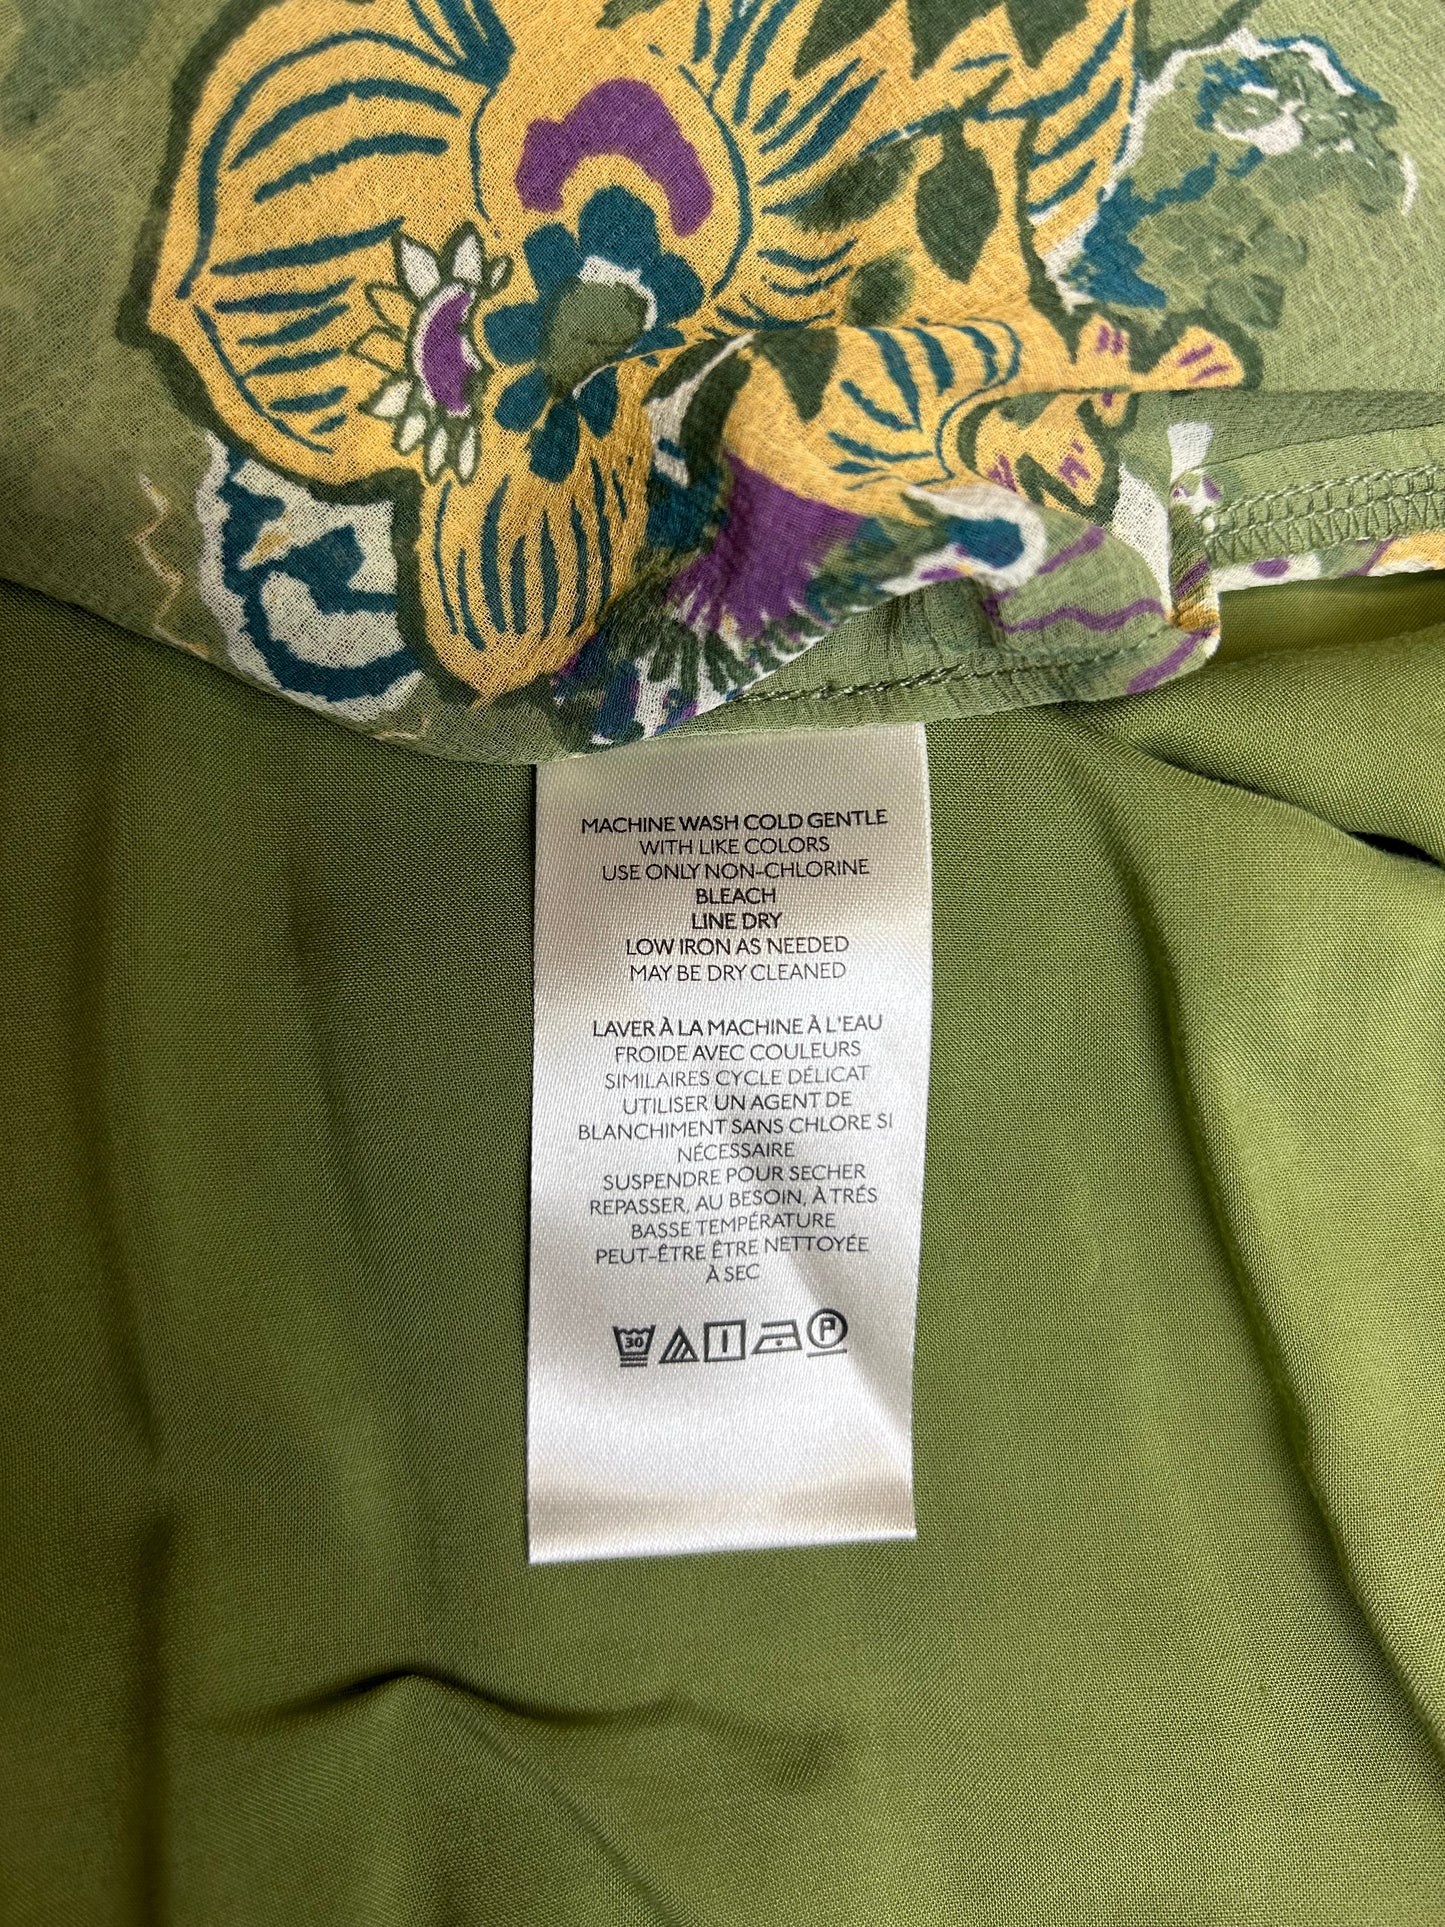 MACHINE WASH COLD GENTLE
WITH LIKE COLORS
USE ONLY NON-CHLORINE
BLEACH
LINE DRY
LOW IRON AS NEEDED
MAY BE DRY CLEANED
LAVER À LA MACHINE À L'EAU
FROIDE AVEC COULEURS
SIMILAIRES CYCLE DÉLICAT
UTILISER UN AGENT DE
BLANCHIMENT SANS CHLORE SI
NÉCESSAIRE
SUSPENDRE POUR SECHER
REPASSER, AU BESOIN, À TRÉS
BASSE TEMPÉRATURE
PEUT-ÊTRE ÊTRE NETTOYÉE
À SEC
30 P